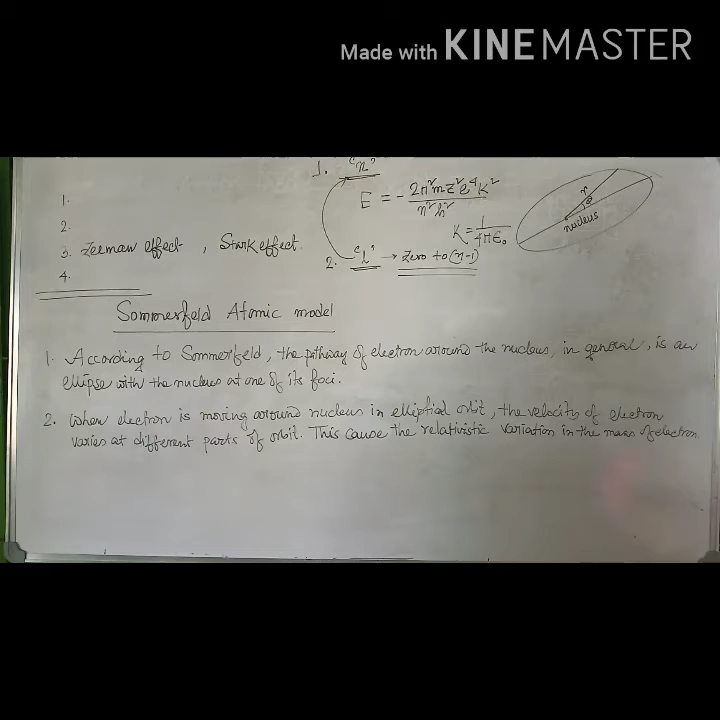 Made with KINEMASTER
1. "n"
1.
2.
3. Zeeman effect, Stark effect.
4.
E = - 2π²mZ²e⁴K² / n²h²
K = 1/4πε₀
2. "l" → Zero to (n-1)
r
nucleus
Sommerfeld Atomic model
1. According to Sommerfeld, the pathway of electron around the nucleus, in general, is an
ellipse with the nucleus at one of its foci.
2. When electron is moving around nucleus in elliptical orbit, the velocity of electron
varies at different parts of orbit. This cause the relativistic variation in the mass of electron.